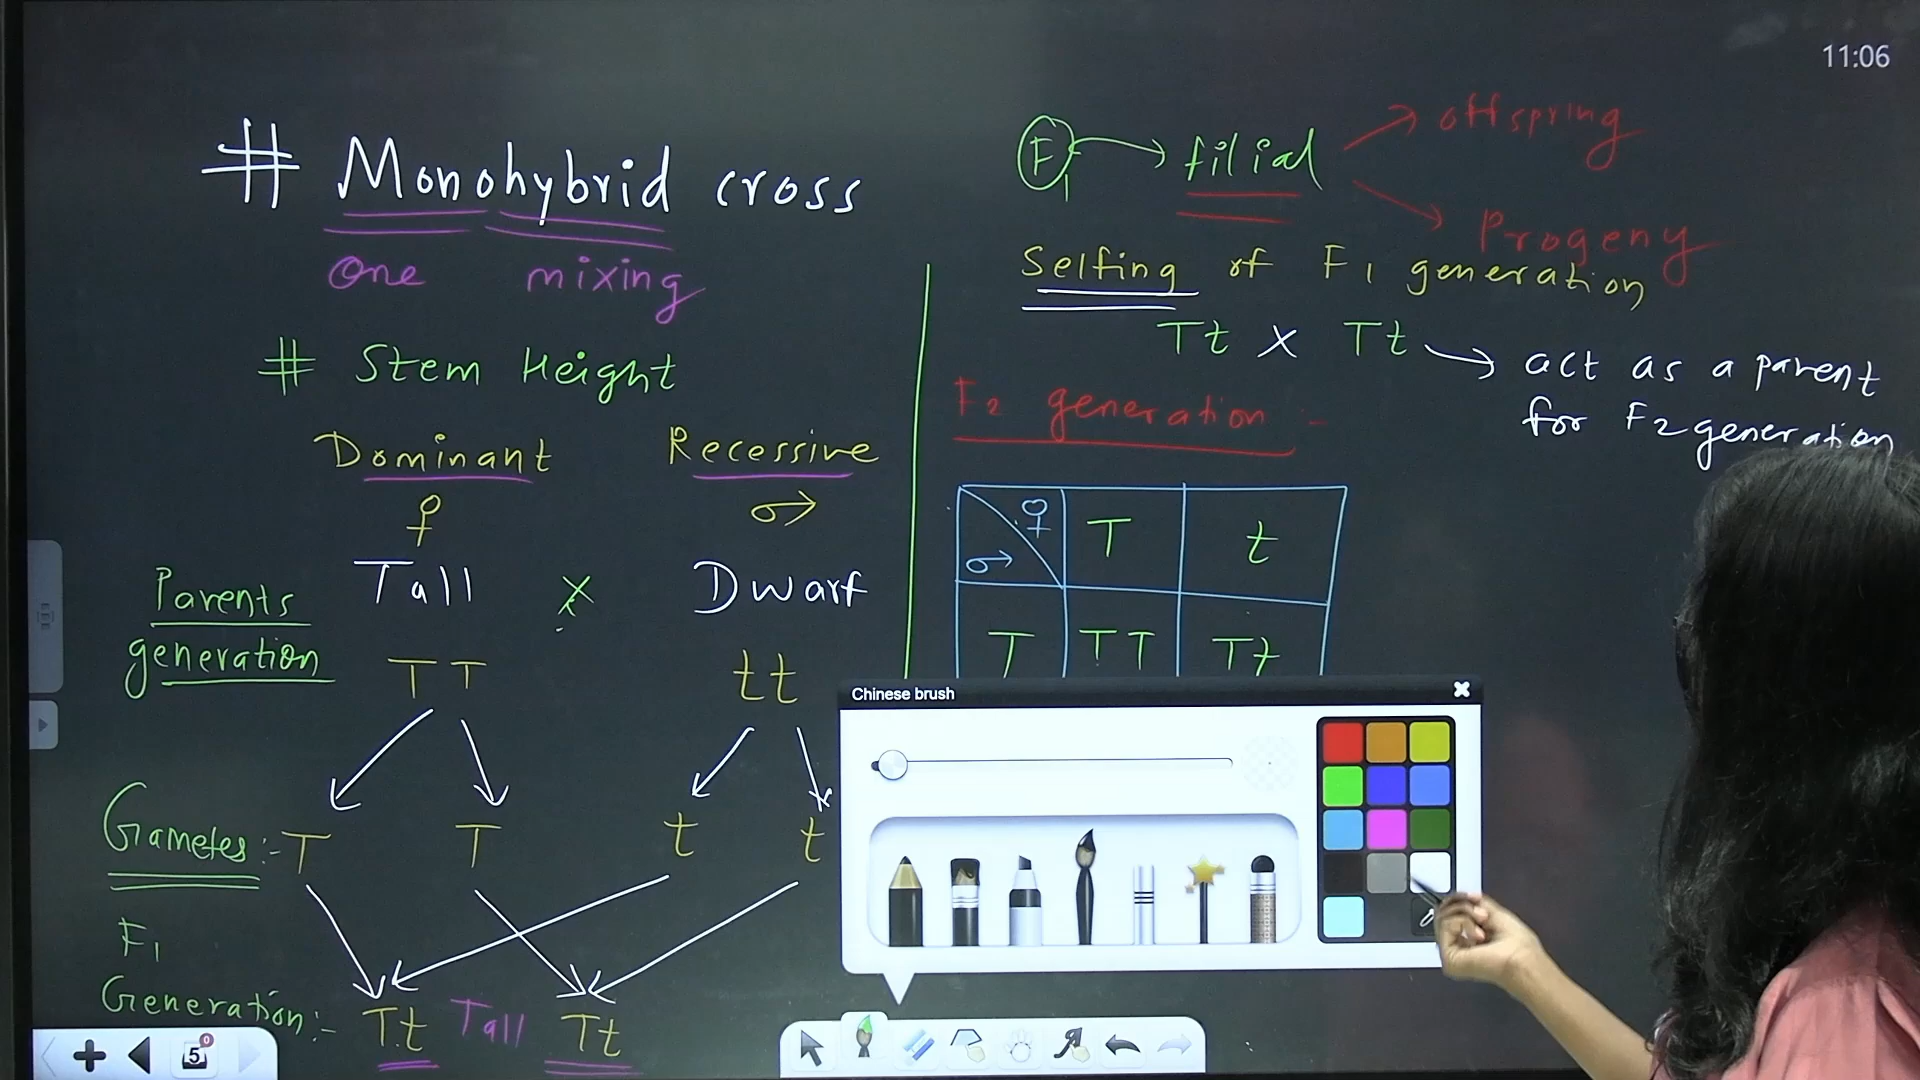 11:06
# Monohybrid cross
One mixing
# Stem Height
Dominant Recessive
♀ ♂
Parents generation
Tall x Dwarf
TT tt
Gametes :- T T t t
F1 Generation :- Tt Tall Tt
F1 → filial
offspring
Progeny
Selfing of F1 generation
Tt x Tt → act as a parent
for F2 generation
F2 generation :-
♀ T t
♂
T TT Tt
Chinese brush
5
0